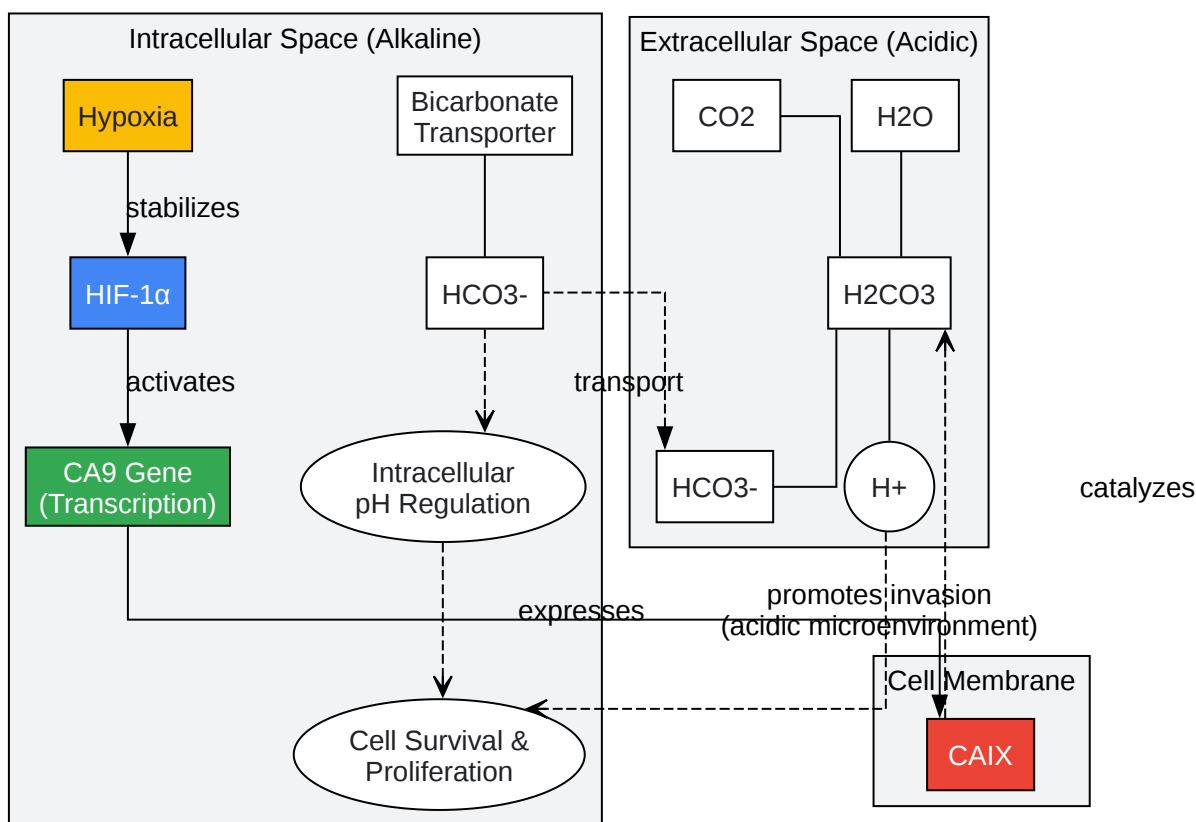 Intracellular Space (Alkaline)
Extracellular Space (Acidic)
Hypoxia
Bicarbonate
Transporter
CO2
H2O
stabilizes
HIF-1α
HCO3-
H2CO3
activates
transport
CA9 Gene
(Transcription)
Intracellular
pH Regulation
HCO3-
H+
catalyzes
expresses
promotes invasion
(acidic microenvironment)
Cell Membrane
Cell Survival &
Proliferation
CAIX